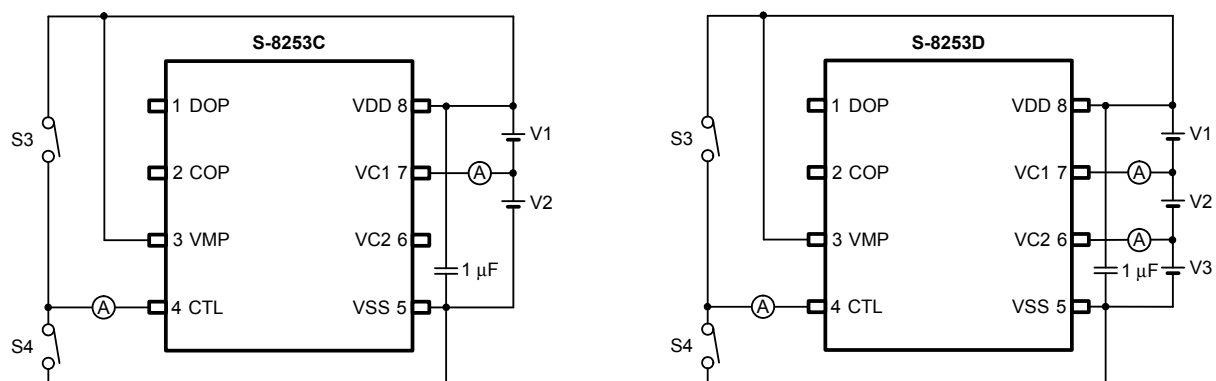 S-8253C
S3
1 DOP
VDD 8
V1
2 COP
VC1 7
A
V2
3 VMP
VC2 6
1 μF
A
4 CTL
VSS 5
S4
S-8253D
S3
1 DOP
VDD 8
V1
2 COP
VC1 7
A
V2
3 VMP
VC2 6
A
1 μF
V3
A
4 CTL
VSS 5
S4